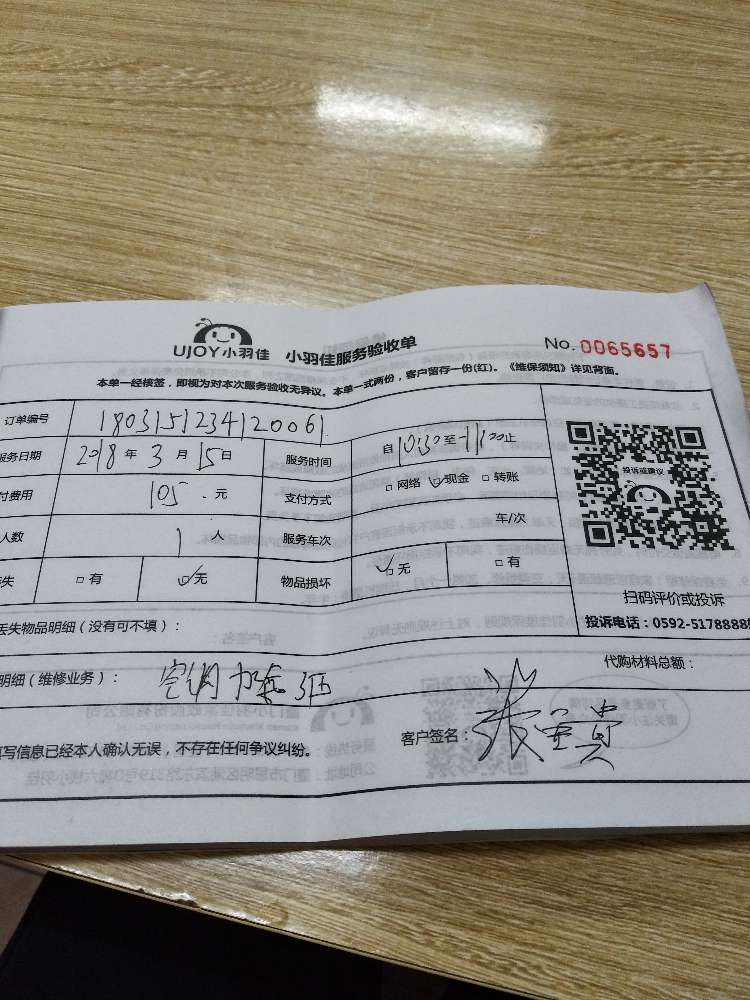 UJOY小羽佳 小羽佳服务验收单 No. 0065657
本单一经核签，即视为对本次服务验收无异议。本单一式两份，客户留存一份(红)。《维保须知》详见背面。
订单编号 180315123412006
服务日期 2018年3月15日 服务时间 自10:30至11:00止
付费用 105.元 支付方式 □网络 ☑现金 □转账
人数 1人 服务车次 车/次
失 □有 ☑无 物品损坏 ☑无 □有
投诉或建议
扫码评价或投诉
投诉电话：0592-5178888
丢失物品明细（没有可不填）：
明细（维修业务）： 空调加氟 代购材料总额：
填写信息已经本人确认无误，不存在任何争议纠纷。 客户签名：